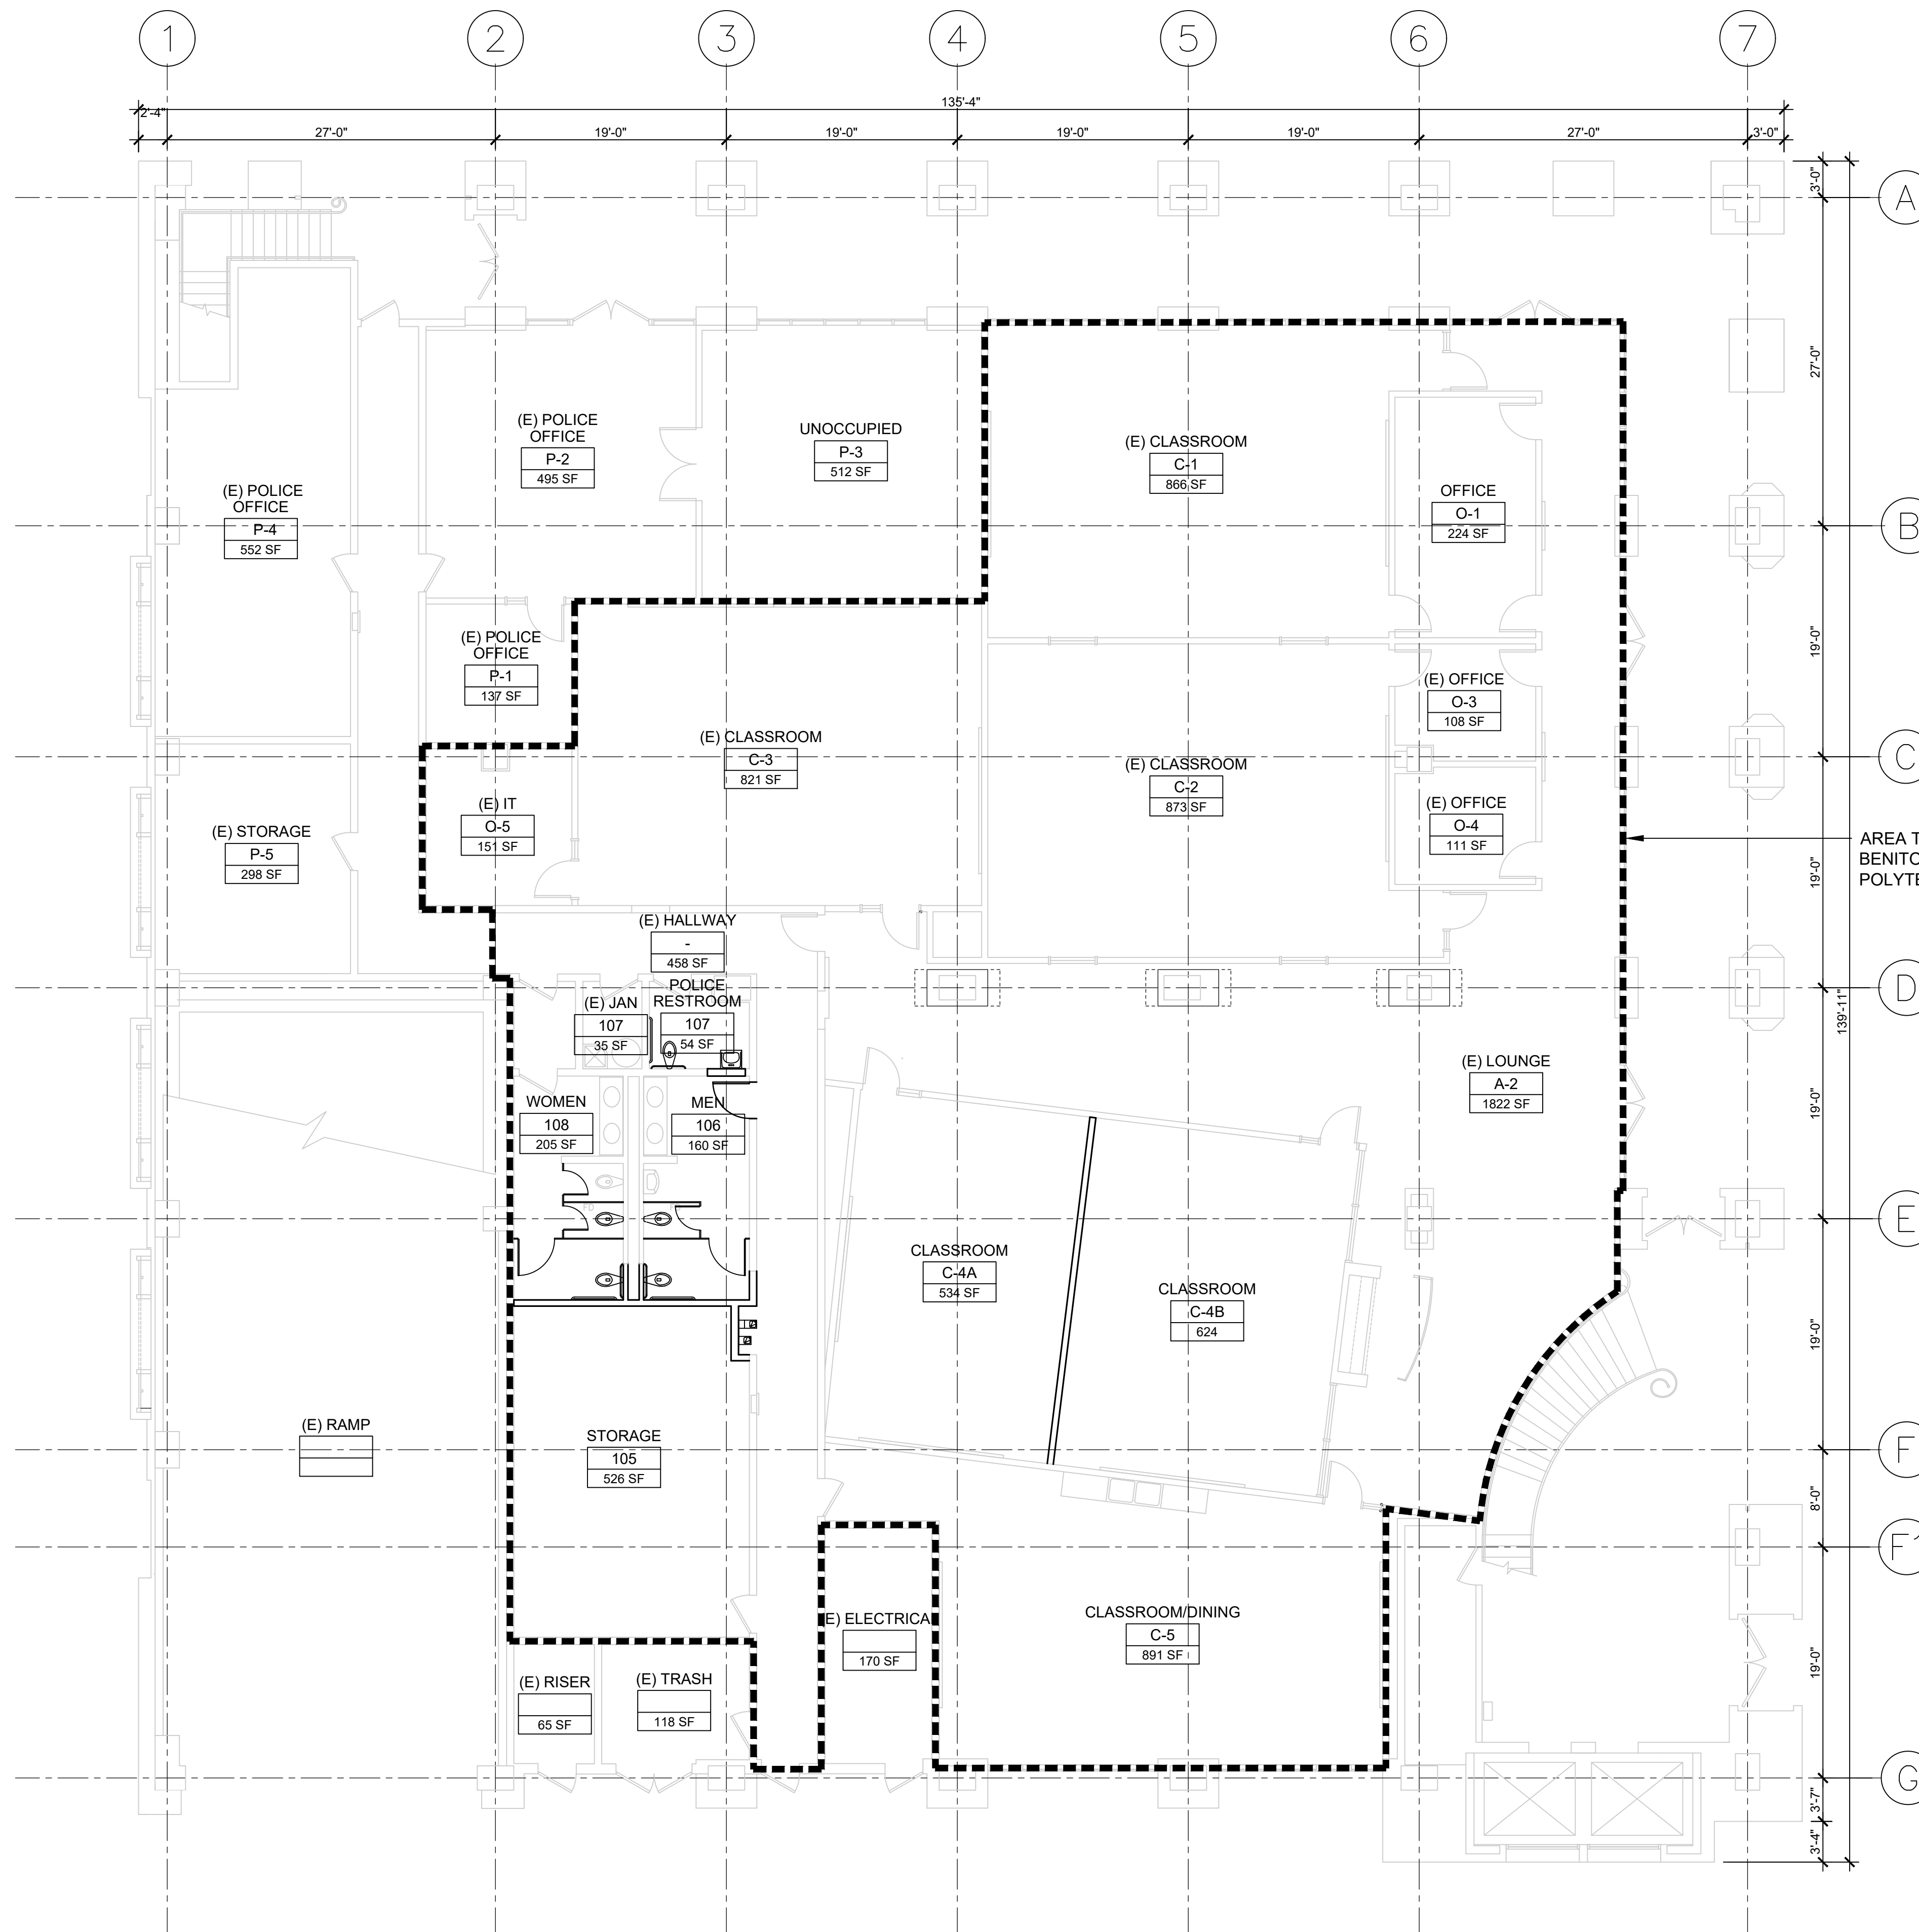 1
2
3
4
5
6
7
135'-4"
2'-4"
27'-0"
19'-0"
19'-0"
19'-0"
19'-0"
27'-0"
3'-0"
3'-0"
A
27'-0"
B
19'-0"
C
19'-0"
D
139'-11"
19'-0"
E
19'-0"
F
8'-0"
F1
19'-0"
G
3'-7"
3'-4"
(E) POLICE
OFFICE
P-2
495 SF
UNOCCUPIED
P-3
512 SF
(E) CLASSROOM
C-1
866 SF
(E) POLICE
OFFICE
P-4
552 SF
OFFICE
O-1
224 SF
(E) POLICE
OFFICE
P-1
137 SF
(E) OFFICE
O-3
108 SF
(E) CLASSROOM
C-3
821 SF
(E) CLASSROOM
C-2
873 SF
(E) IT
O-5
151 SF
(E) OFFICE
O-4
111 SF
(E) STORAGE
P-5
298 SF
AREA T
BENITO
POLYTE
(E) HALLWAY
-
458 SF
(E) JAN
107
35 SF
POLICE
RESTROOM
107
54 SF
(E) LOUNGE
A-2
1822 SF
WOMEN
108
205 SF
MEN
106
160 SF
FD
CLASSROOM
C-4A
534 SF
CLASSROOM
C-4B
624
(E) RAMP
STORAGE
105
526 SF
(E) ELECTRICA
170 SF
CLASSROOM/DINING
C-5
891 SF
(E) RISER
65 SF
(E) TRASH
118 SF